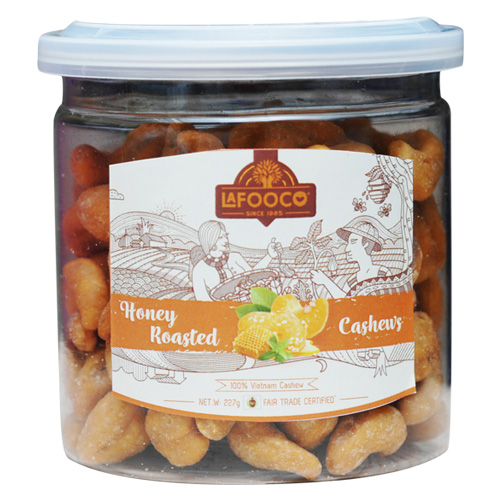 LAFOOCO
SINCE 1985
Honey
Roasted
Cashews
100% Vietnam Cashew
NET.W. 227g FAIR TRADE CERTIFIED